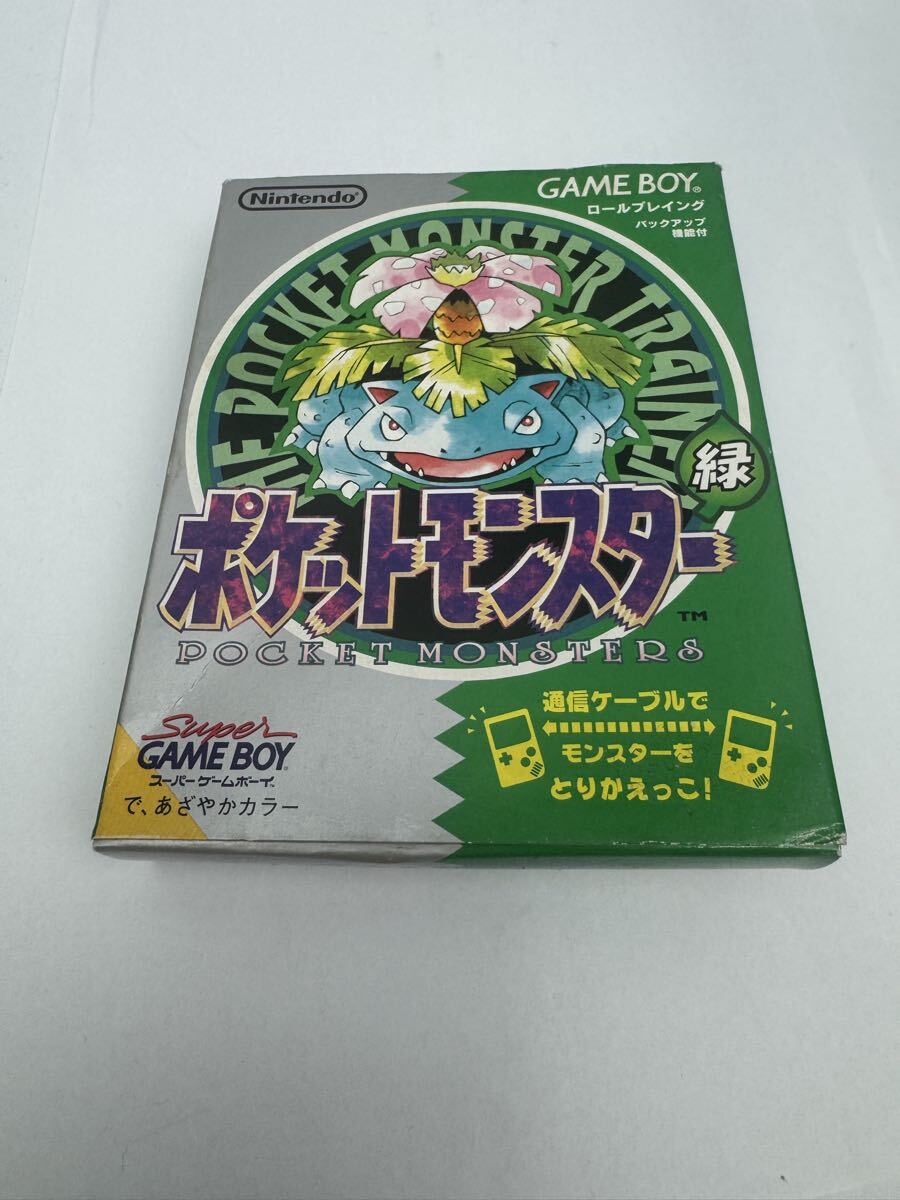 Nintendo
GAME BOY
ロールプレイング
バックアップ
機能付
POCKET MONSTER TRAINER
緑
ポケットモンスター
TM
POCKET MONSTERS
通信ケーブルで
モンスターを
とりかえっこ!
Super
GAME BOY
スーパーゲームボーイ
で、あざやかカラー